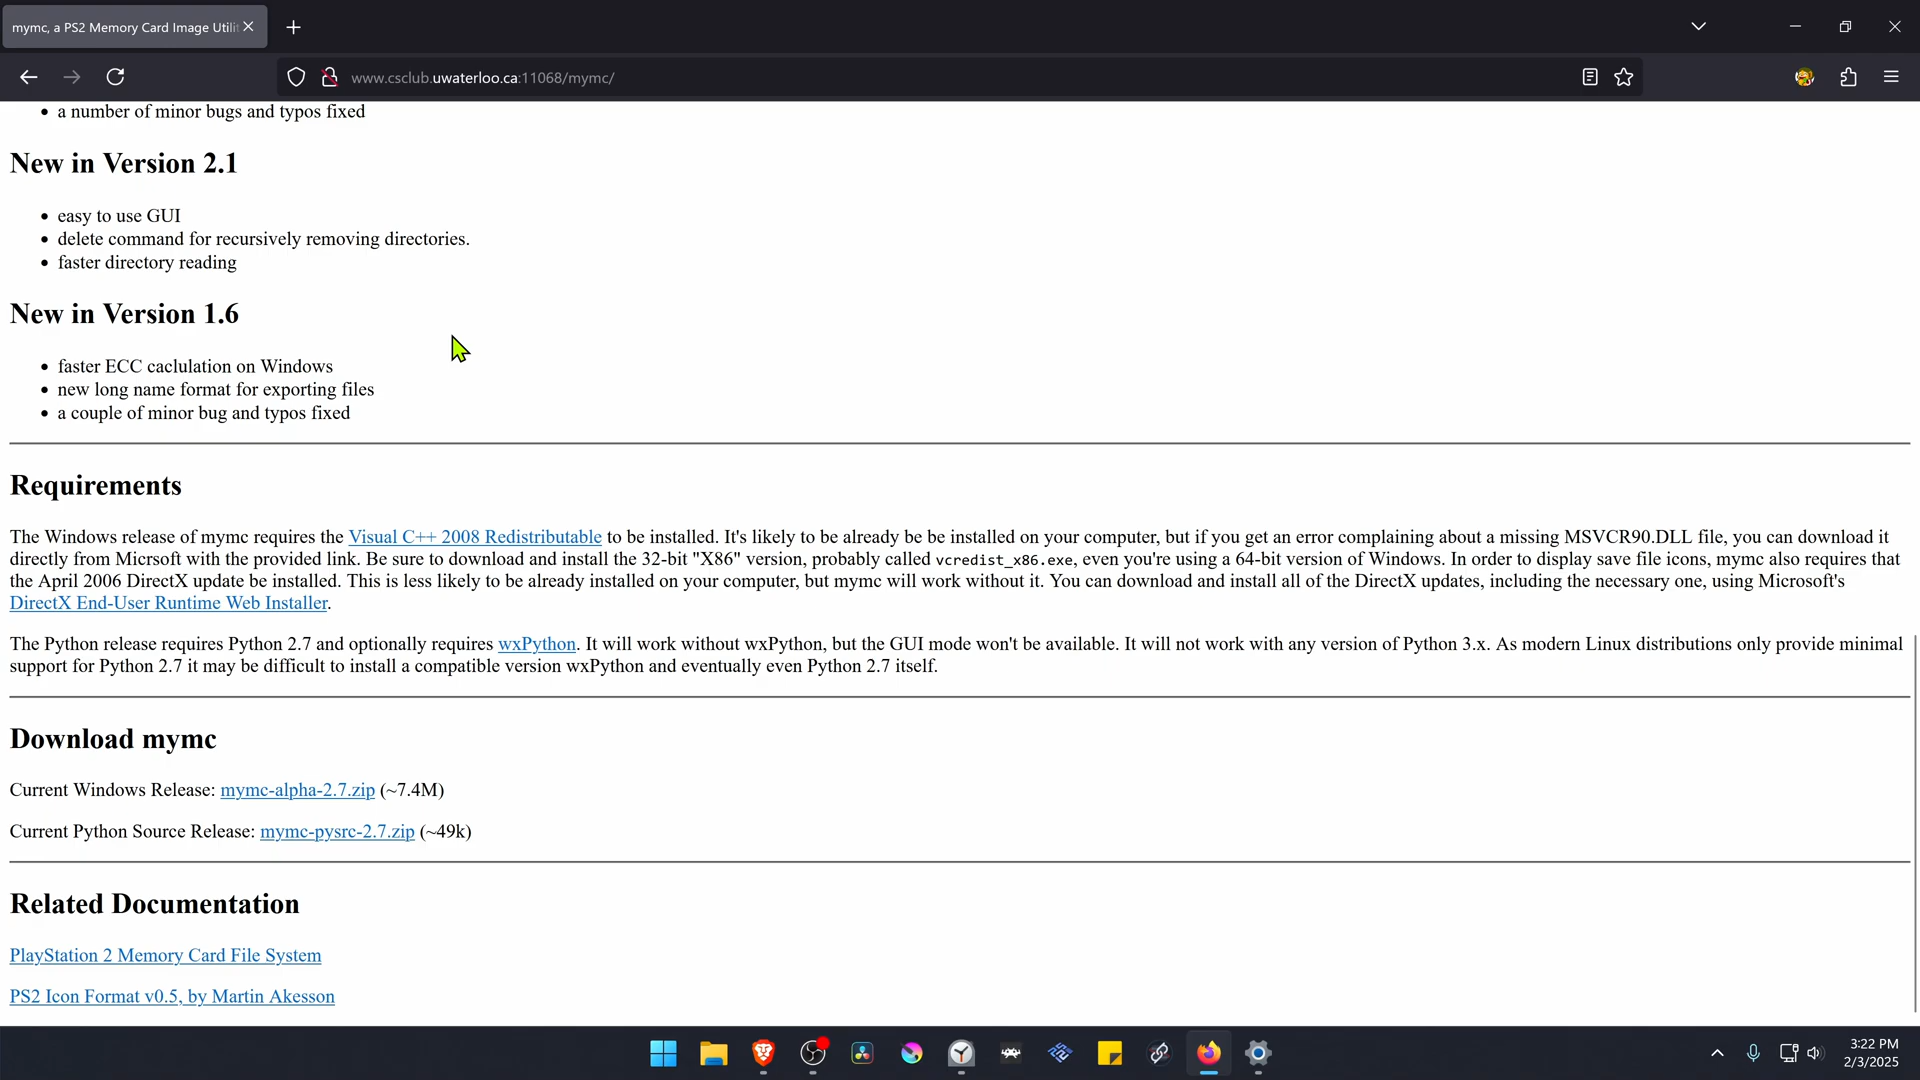 mymc, a PS2 Memory Card Image Utili
www.csclub.uwaterloo.ca:11068/mymc/
• a number of minor bugs and typos fixed
New in Version 2.1
• easy to use GUI
• delete command for recursively removing directories.
• faster directory reading
New in Version 1.6
• faster ECC caclulation on Windows
• new long name format for exporting files
• a couple of minor bug and typos fixed
Requirements
The Windows release of mymc requires the Visual C++ 2008 Redistributable to be installed. It's likely to be already be be installed on your computer, but if you get an error complaining about a missing MSVCR90.DLL file, you can download it
directly from Micrsoft with the provided link. Be sure to download and install the 32-bit "X86" version, probably called vcredist_x86.exe, even you're using a 64-bit version of Windows. In order to display save file icons, mymc also requires that
the April 2006 DirectX update be installed. This is less likely to be already installed on your computer, but mymc will work without it. You can download and install all of the DirectX updates, including the necessary one, using Microsoft's
DirectX End-User Runtime Web Installer.
The Python release requires Python 2.7 and optionally requires wxPython. It will work without wxPython, but the GUI mode won't be available. It will not work with any version of Python 3.x. As modern Linux distributions only provide minimal
support for Python 2.7 it may be difficult to install a compatible version wxPython and eventually even Python 2.7 itself.
Download mymc
Current Windows Release: mymc-alpha-2.7.zip (~7.4M)
Current Python Source Release: mymc-pysrc-2.7.zip (~49k)
Related Documentation
PlayStation 2 Memory Card File System
PS2 Icon Format v0.5, by Martin Akesson
3:22 PM
2/3/2025